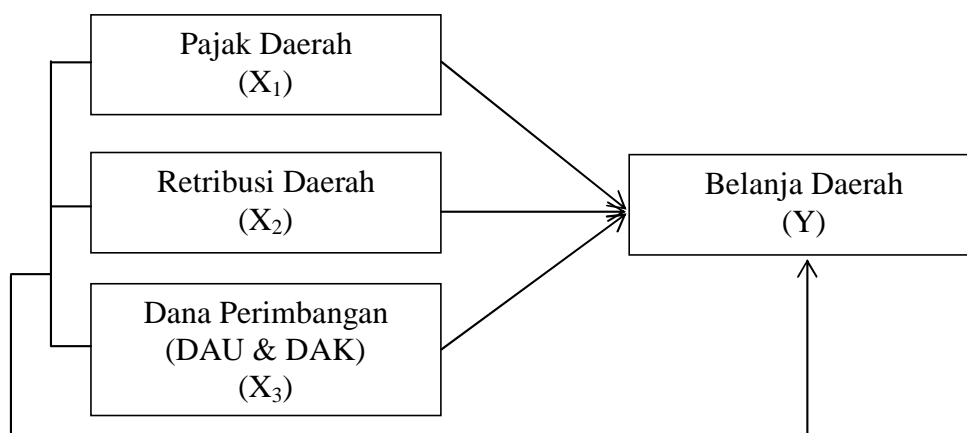 Pajak Daerah
(X₁)
Retribusi Daerah
(X₂)
Dana Perimbangan
(DAU & DAK)
(X₃)
Belanja Daerah
(Y)